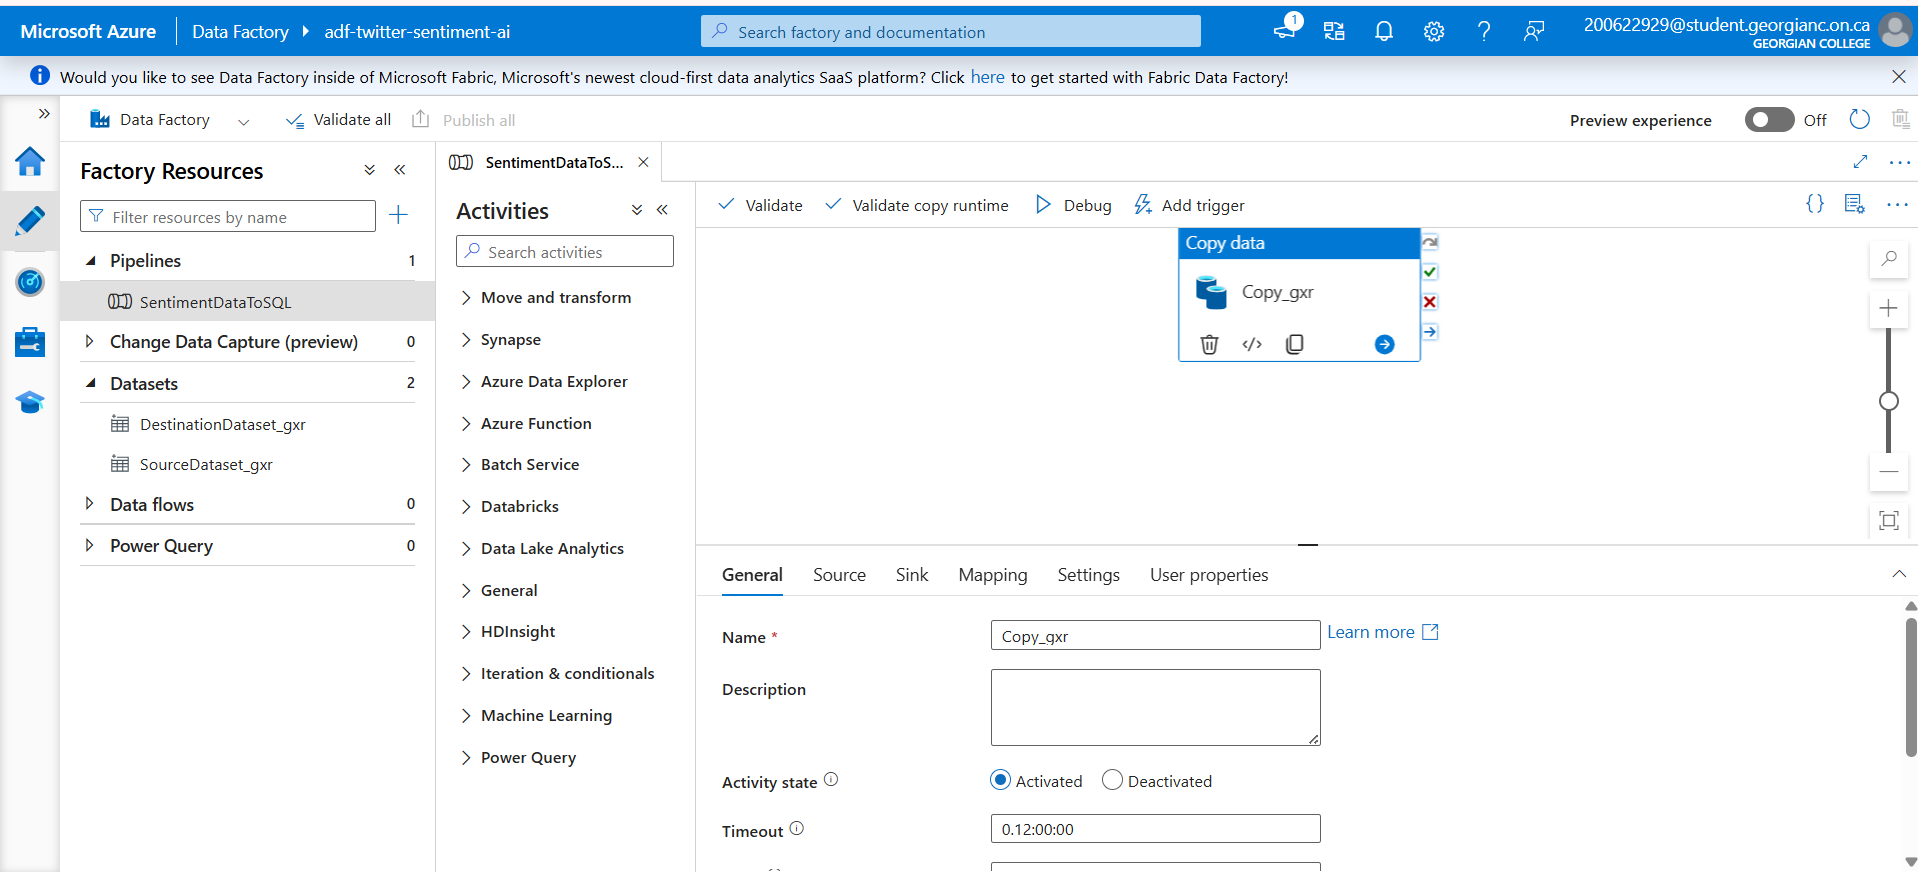 Microsoft Azure
Data Factory
adf-twitter-sentiment-ai
Search factory and documentation
1
200622929@student.georgianc.on.ca
GEORGIAN COLLEGE
Would you like to see Data Factory inside of Microsoft Fabric, Microsoft's newest cloud-first data analytics SaaS platform? Click here to get started with Fabric Data Factory!
Data Factory
Validate all
Publish all
Preview experience
Off
Factory Resources
Filter resources by name
Pipelines 1
SentimentDataToSQL
Change Data Capture (preview) 0
Datasets 2
DestinationDataset_gxr
SourceDataset_gxr
Data flows 0
Power Query 0
SentimentDataToS...
Activities
Search activities
Move and transform
Synapse
Azure Data Explorer
Azure Function
Batch Service
Databricks
Data Lake Analytics
General
HDInsight
Iteration & conditionals
Machine Learning
Power Query
Validate
Validate copy runtime
Debug
Add trigger
Copy data
Copy_gxr
General
Source
Sink
Mapping
Settings
User properties
Name *
Copy_gxr
Learn more
Description
Activity state
Activated
Deactivated
Timeout
0.12:00:00